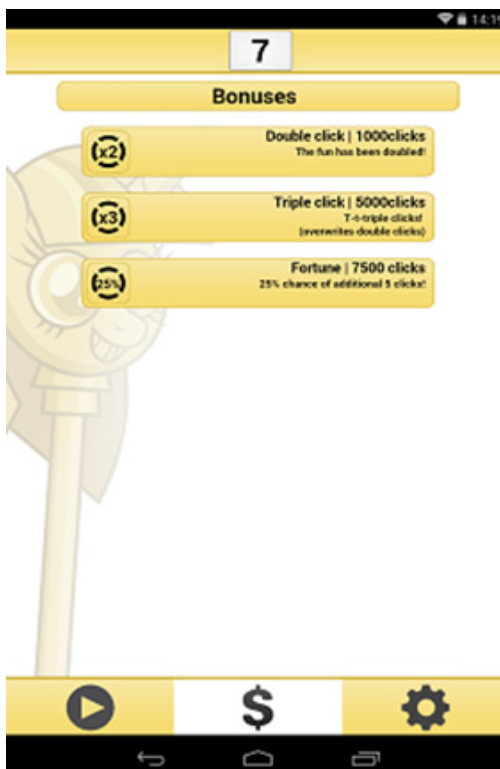 14:19
7
Bonuses
(x2)
Double click | 1000clicks
The fun has been doubled!
(x3)
Triple click | 5000clicks
T-t-triple clicks!
(overwrites double clicks)
(25%)
Fortune | 7500 clicks
25% chance of additional 5 clicks!
$